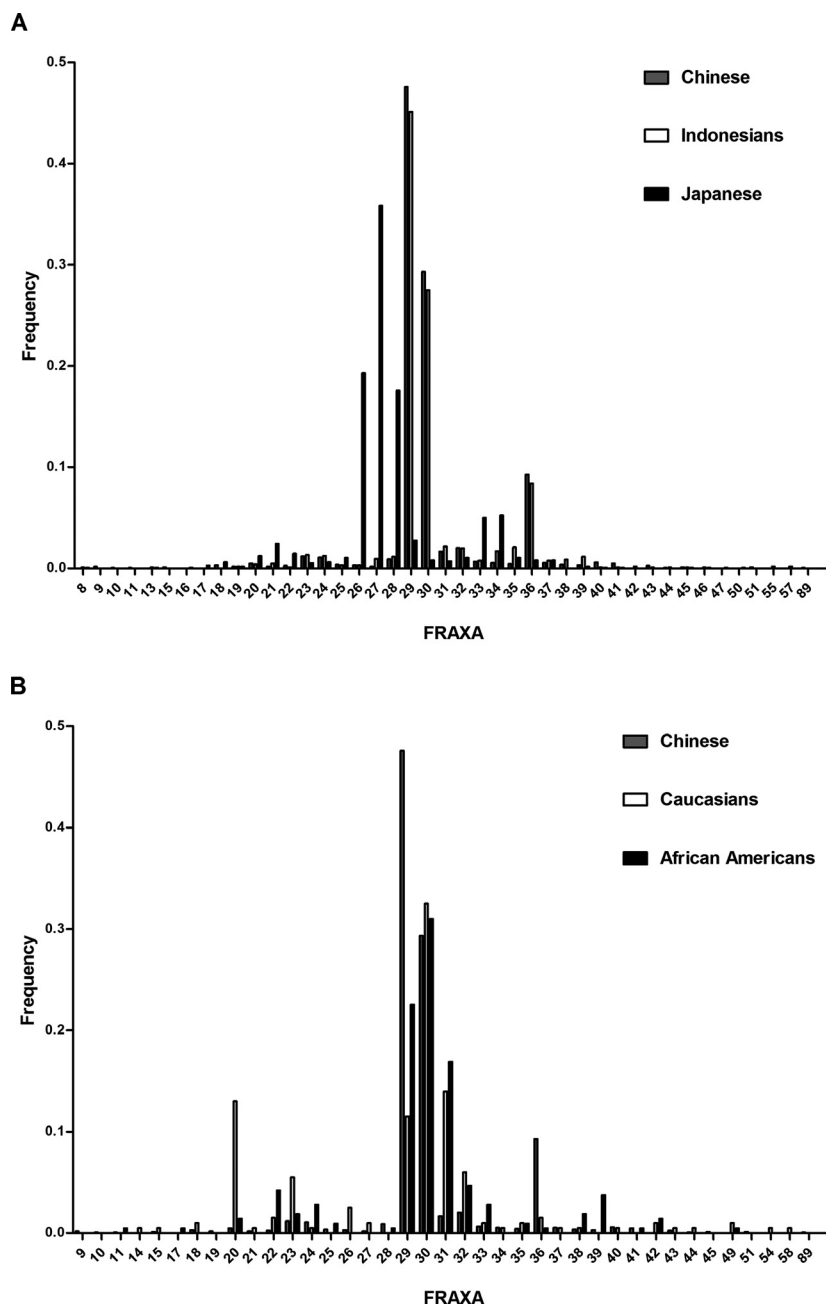 A
0.5
0.4
0.3
0.2
0.1
0.0
Frequency
Chinese
Indonesians
Japanese
8 9 10 11 13 15 16 17 18 19 20 21 22 23 24 25 26 27 28 29 30 31 32 33 34 35 36 37 38 39 40 41 42 43 44 45 46 47 50 51 55 57 89
FRAXA
B
0.5
0.4
0.3
0.2
0.1
0.0
Frequency
Chinese
Caucasians
African Americans
9 10 11 14 15 17 18 19 20 21 22 23 24 25 26 27 28 29 30 31 32 33 34 35 36 37 38 39 40 41 42 43 44 45 49 51 54 58 89
FRAXA